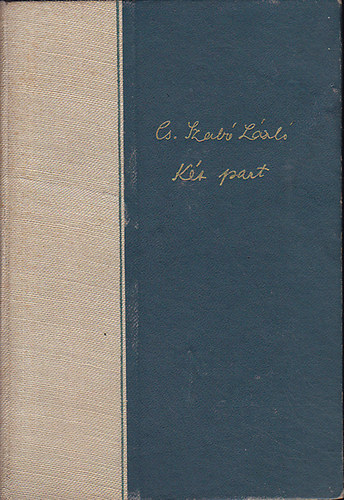 Cs. Szabó László
Két part